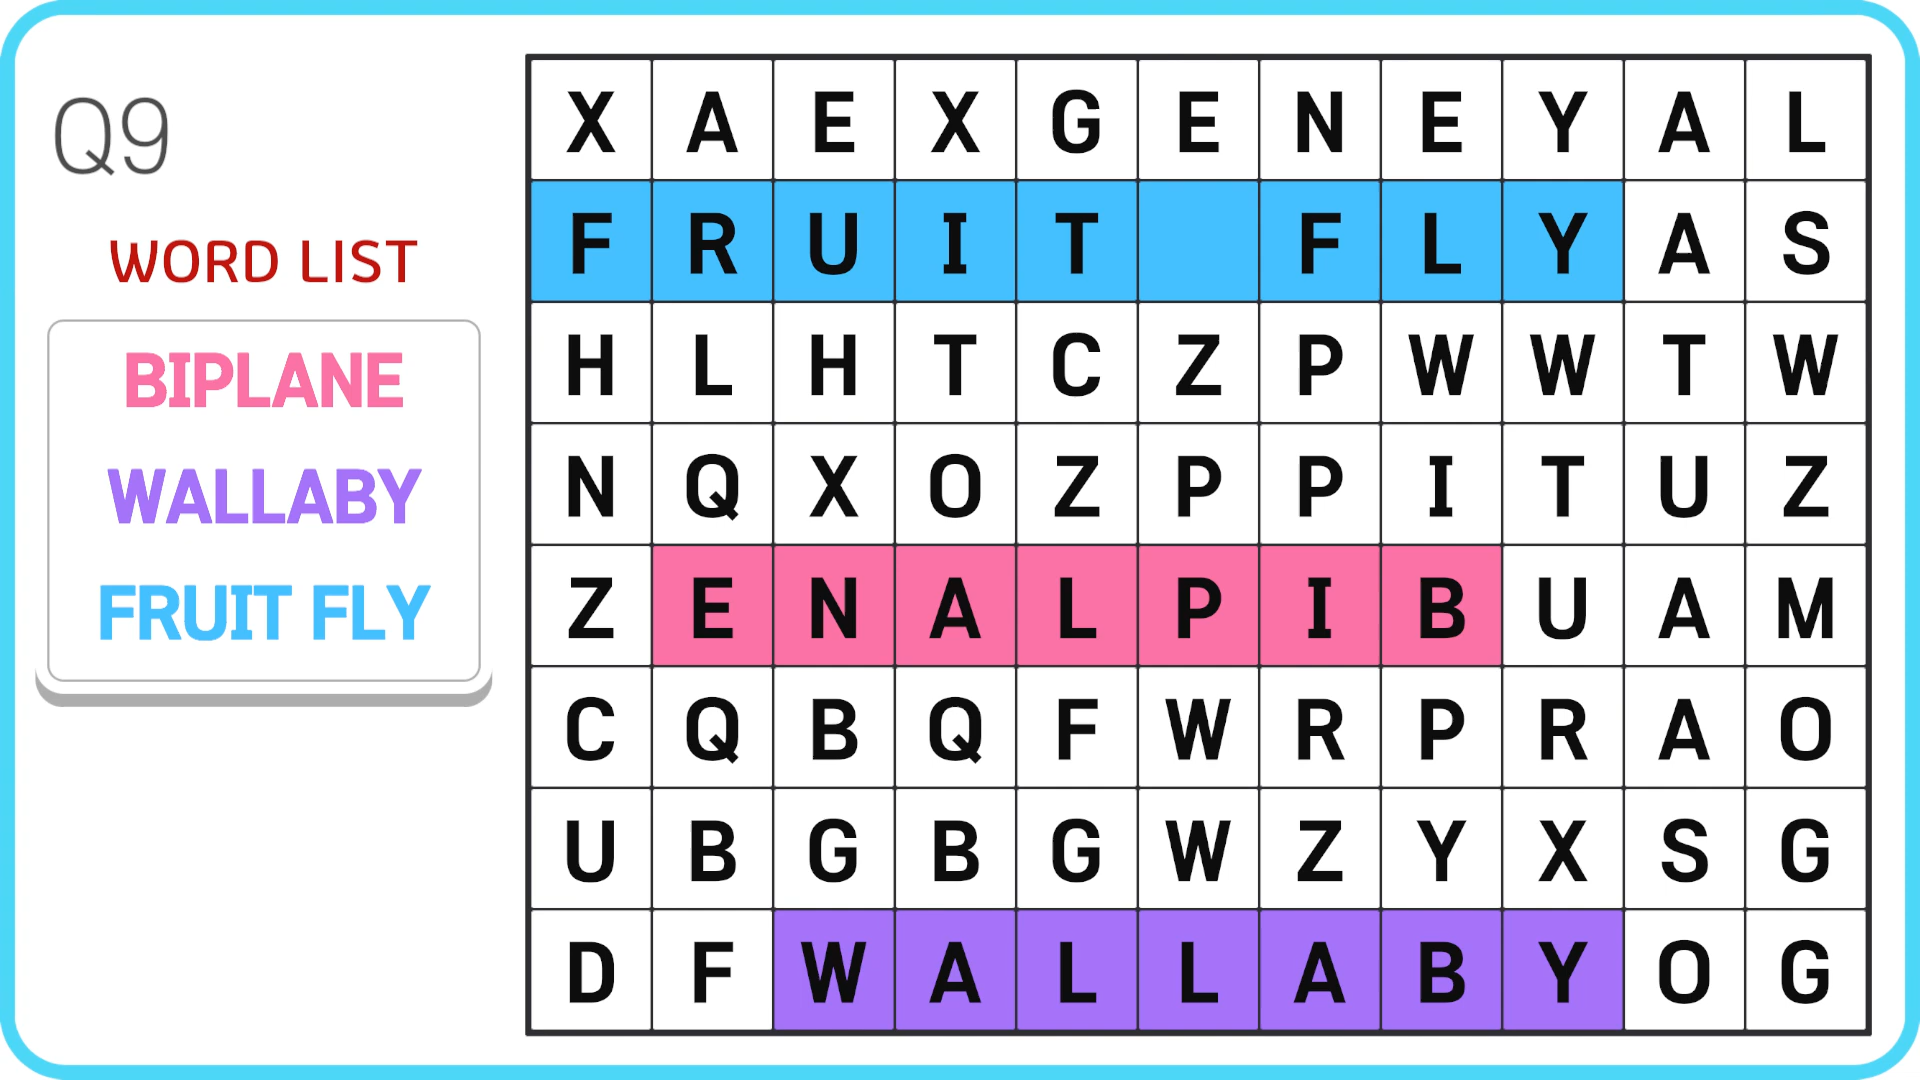 Q9
WORD LIST
BIPLANE
WALLABY
FRUIT FLY
X A E X G E N E Y A L
F R U I T F L Y A S
H L H T C Z P W W T W
N Q X O Z P P I T U Z
Z E N A L P I B U A M
C Q B Q F W R P R A O
U B G B G W Z Y X S G
D F W A L L A B Y O G